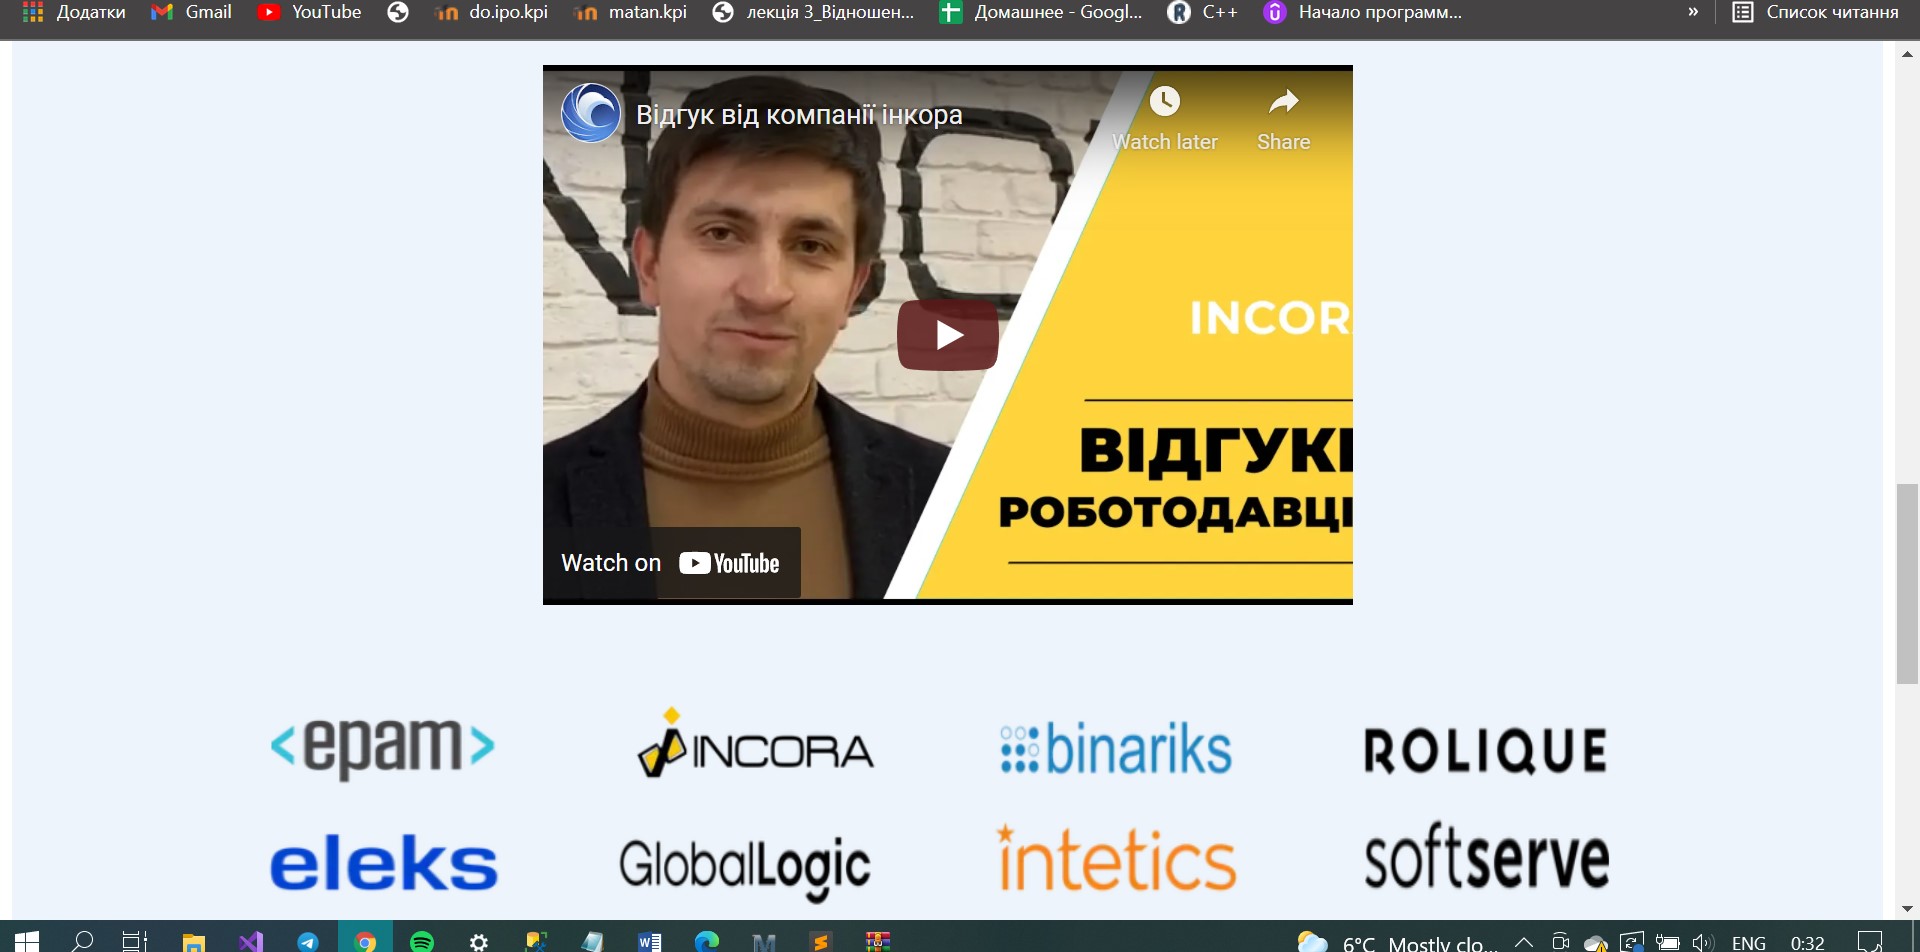 Додатки
Gmail
YouTube
do.ipo.kpi
matan.kpi
лекція 3_Відношен...
Домашнее - Googl...
C++
Начало программ...
»
Список читання
Відгук від компанії інкора
Watch later
Share
INCOR
ВІДГУК
РОБОТОДАВЦІ
Watch on YouTube
<epam>
INCORA
binariks
ROLIQUE
eleks
GlobalLogic
intetics
softserve
6°C Mostly clo...
ENG
0:32